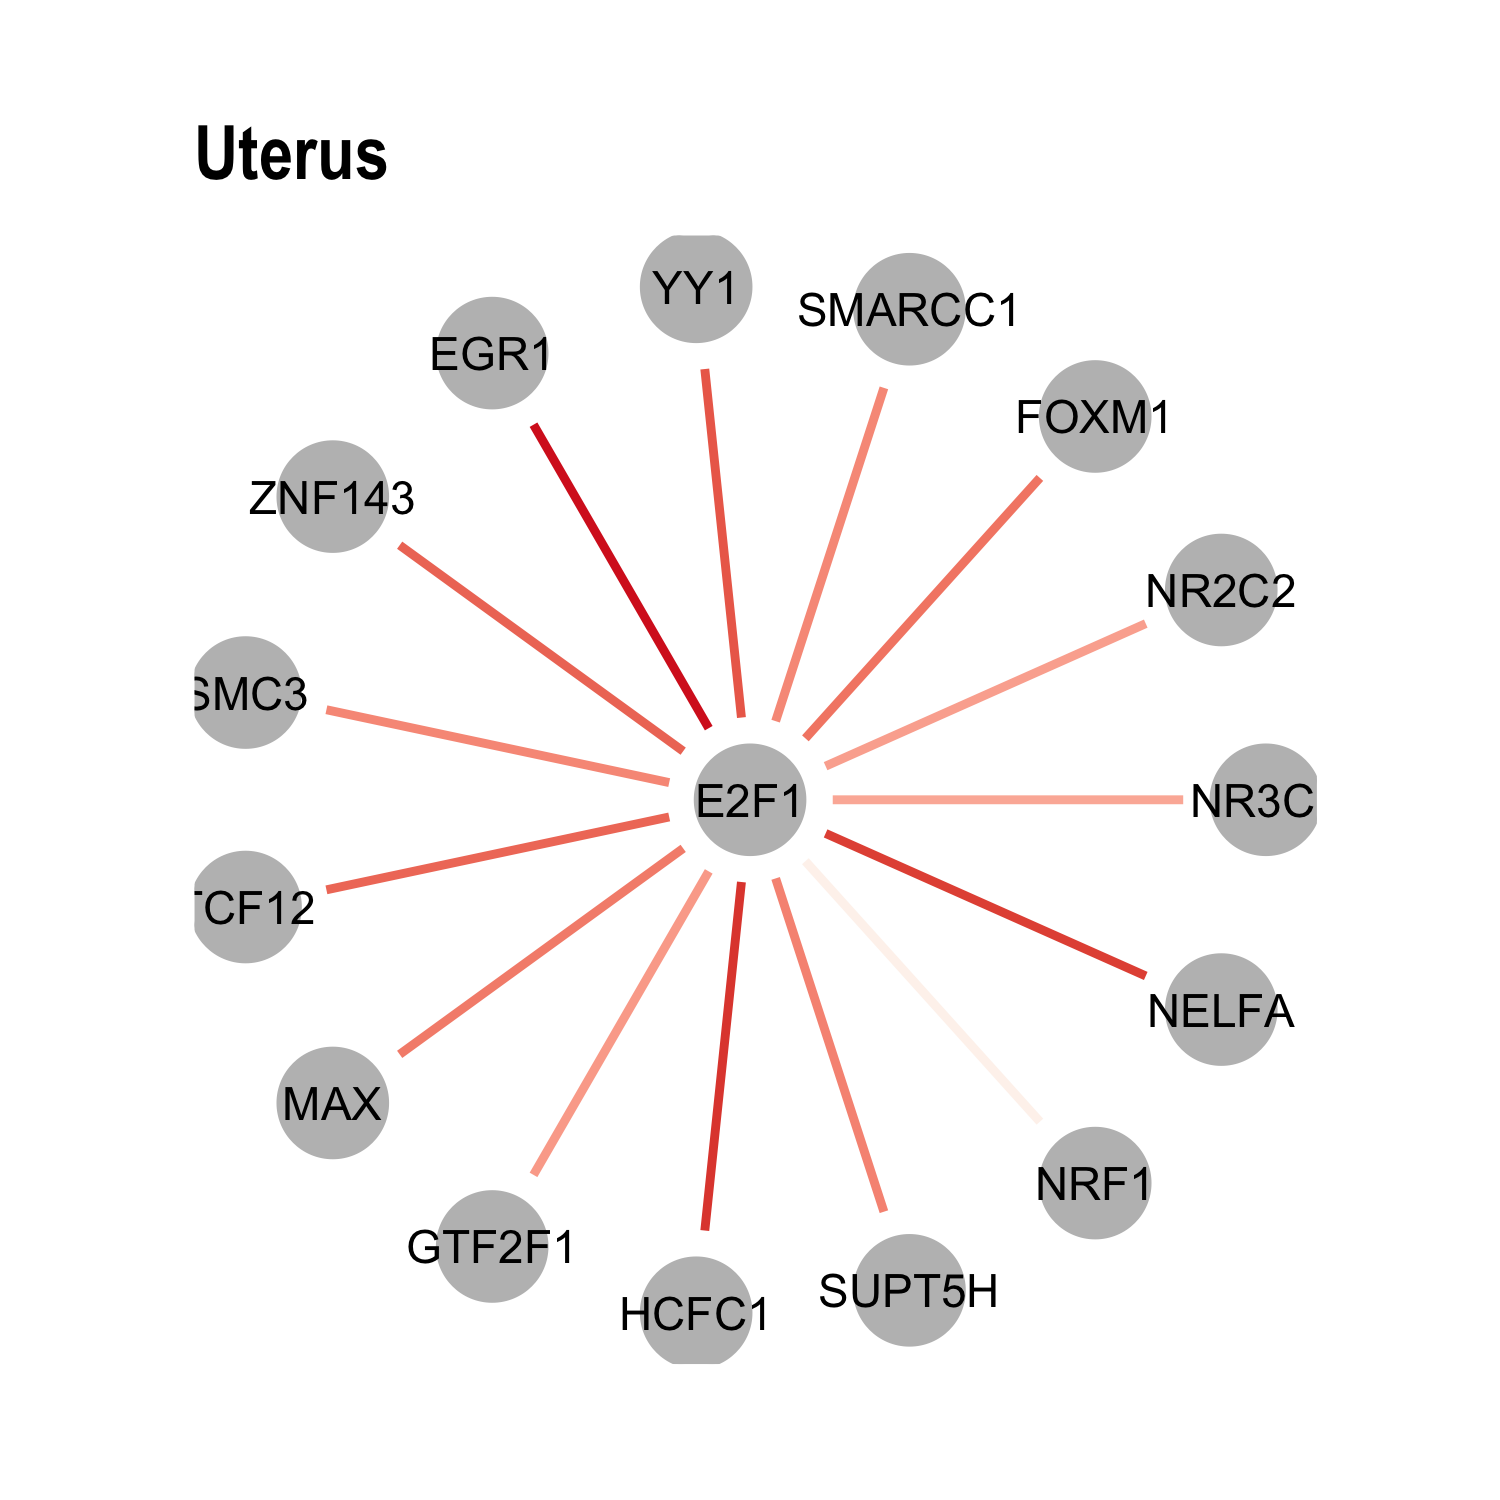 Uterus
YY1
SMARCC1
EGR1
FOXM1
ZNF143
NR2C2
SMC3
E2F1
NR3C
TCF12
NELFA
MAX
NRF1
GTF2F1
SUPT5H
HCFC1